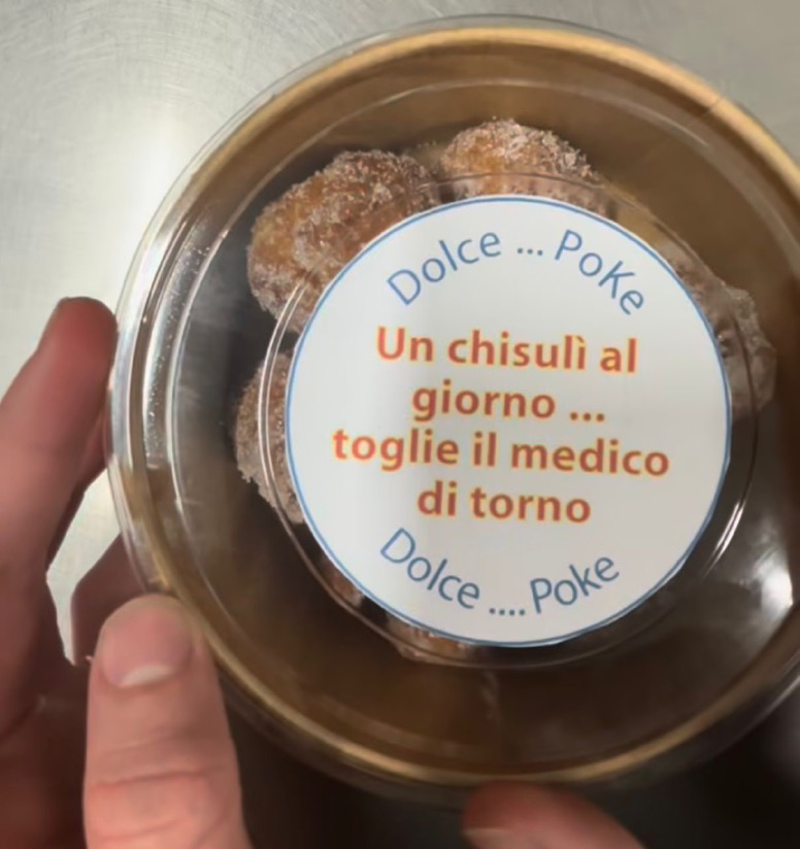 Dolce ... PoKe
Un chisulì al
giorno ...
toglie il medico
di torno
Dolce .... Poke